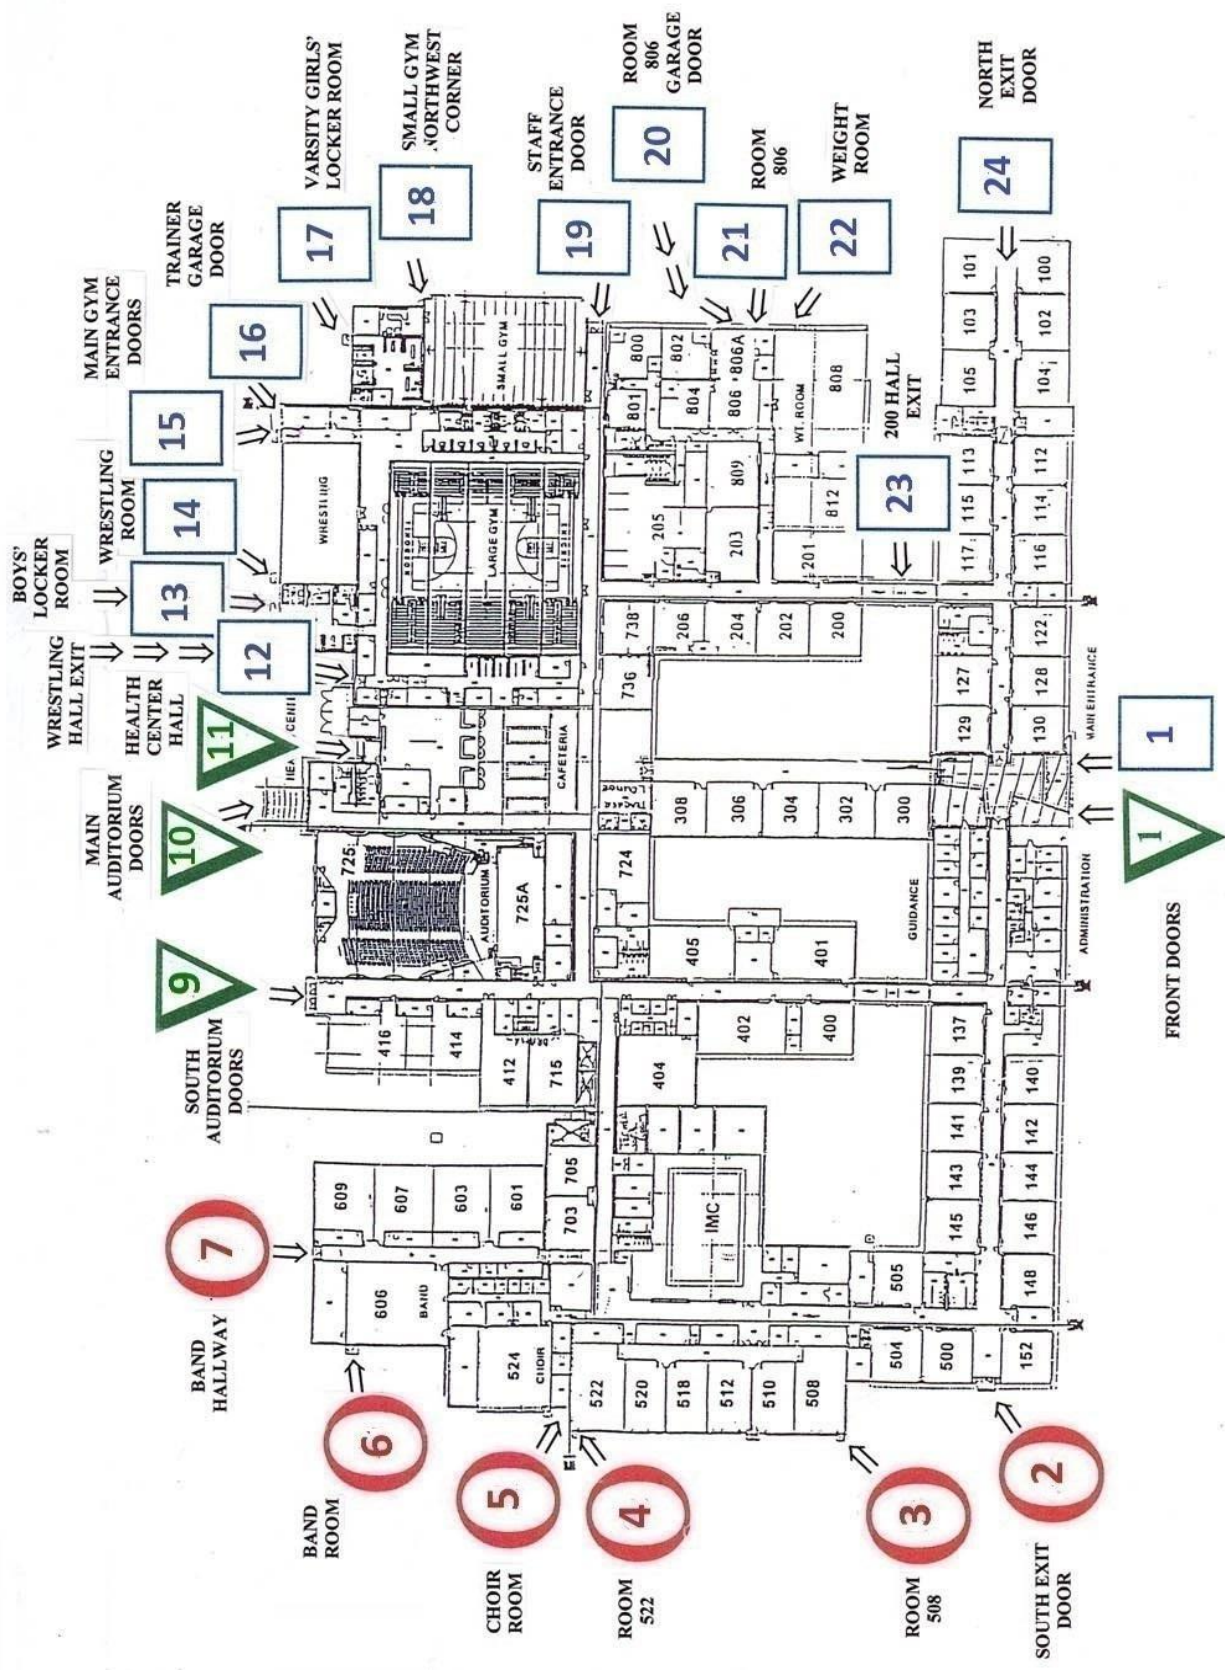 BOYS'
LOCKER
ROOM
WRESTLING
HALL EXIT
HEALTH
CENTER
HALL
MAIN
AUDITORIUM
DOORS
SOUTH
AUDITORIUM
DOORS
BAND
HALLWAY
BAND
ROOM
CHOIR
ROOM
ROOM
522
ROOM
508
SOUTH EXIT
DOOR
FRONT DOORS
WRESTLING
ROOM
MAIN GYM
ENTRANCE
DOORS
TRAINER
GARAGE
DOOR
VARSITY GIRLS'
LOCKER ROOM
SMALL GYM
NORTHWEST
CORNER
STAFF
ENTRANCE
DOOR
ROOM
806
GARAGE
DOOR
ROOM
806
WEIGHT
ROOM
200 HALL
EXIT
NORTH
EXIT
DOOR
1
1
2
3
4
5
6
7
9
10
11
12
13
14
15
16
17
18
19
20
21
22
23
24
609
607
603
601
606
BAND
524
CHOIR
703
705
416
414
412
715
725
AUDITORIUM
725A
CAFETERIA
WRESTLING
LARGE GYM
SMALL GYM
522
520
518
512
510
508
IMC
404
402
400
405
401
724
308
306
304
302
300
736
738
206
204
202
200
205
203
201
809
812
801
800
804
802
806
806A
WT. ROOM
808
504
500
505
152
148
145
146
143
144
141
142
139
140
137
GUIDANCE
ADMINISTRATION
MAIN ENTRANCE
129
130
127
128
122
117
116
115
114
113
112
105
104
103
102
101
100